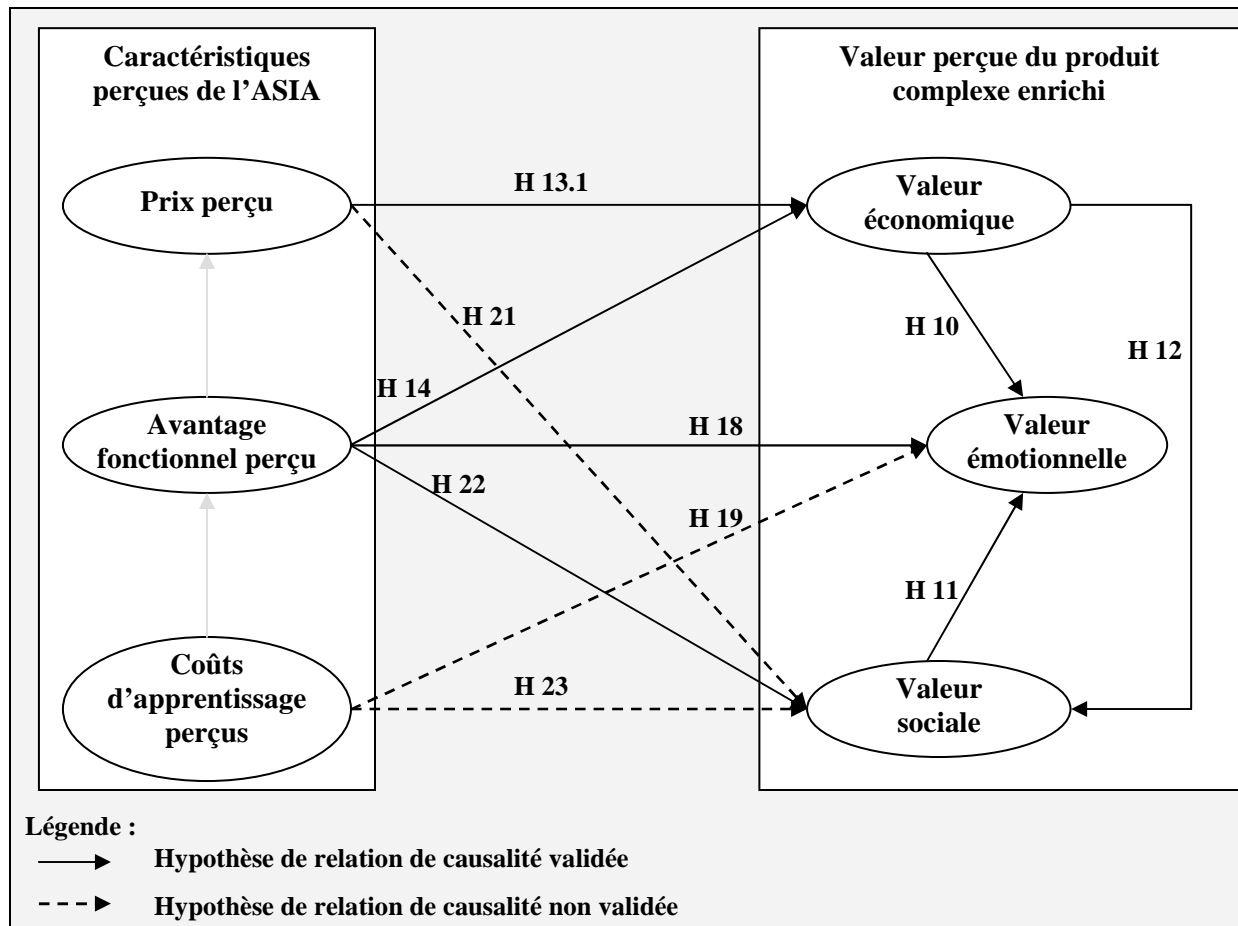 Caractéristiques
perçues de l'ASIA
Valeur perçue du produit
complexe enrichi
Prix perçu
H 13.1
Valeur
économique
H 21
H 10
H 12
H 14
Avantage
fonctionnel perçu
H 18
Valeur
émotionnelle
H 22
H 19
H 11
Coûts
d'apprentissage
perçus
H 23
Valeur
sociale
Légende :
Hypothèse de relation de causalité validée
Hypothèse de relation de causalité non validée